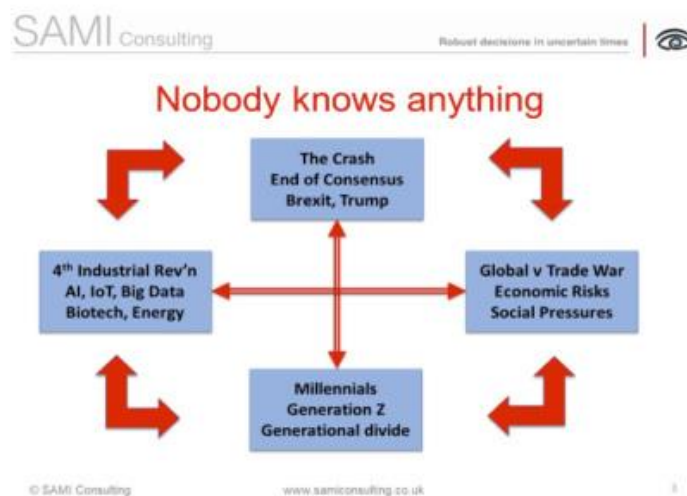 SAMI Consulting
Robust decisions in uncertain times
Nobody knows anything
The Crash
End of Consensus
Brexit, Trump
4th Industrial Rev'n
AI, IoT, Big Data
Biotech, Energy
Global v Trade War
Economic Risks
Social Pressures
Millennials
Generation Z
Generational divide
© SAMI Consulting
www.samiconsulting.co.uk